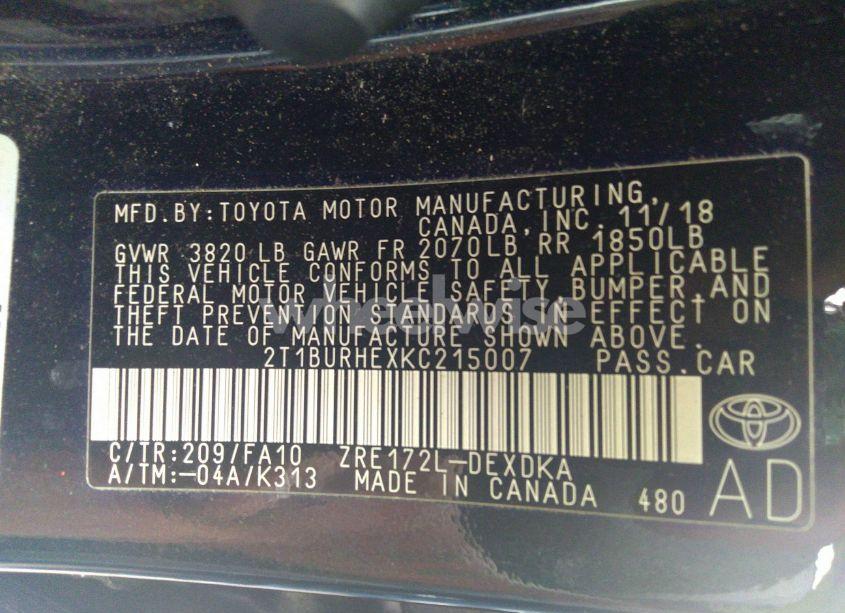 MFD.BY:TOYOTA MOTOR MANUFACTURING,
CANADA,INC. 11/18
GVWR 3820 LB GAWR FR 2070LB, RR 1850LB
THIS VEHICLE CONFORMS TO ALL APPLICABLE
FEDERAL MOTOR VEHICLE SAFETY, BUMPER,AND
THEFT PREVENTION STANDARDS IN EFFECT ON
THE DATE OF MANUFACTURE SHOWN ABOVE.
2T1BURHEXKC215007 PASS.CAR
C/TR:209/FA10 ZRE172L-DEXDKA
A/TM:-04A/K313 MADE IN CANADA 480 AD
wheelwise